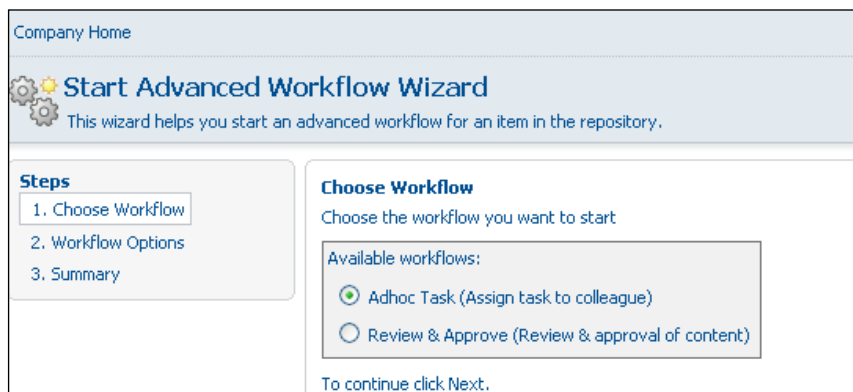 Company Home
Start Advanced Workflow Wizard
This wizard helps you start an advanced workflow for an item in the repository.
Steps
1. Choose Workflow
2. Workflow Options
3. Summary
Choose Workflow
Choose the workflow you want to start
Available workflows:
Adhoc Task (Assign task to colleague)
Review & Approve (Review & approval of content)
To continue click Next.